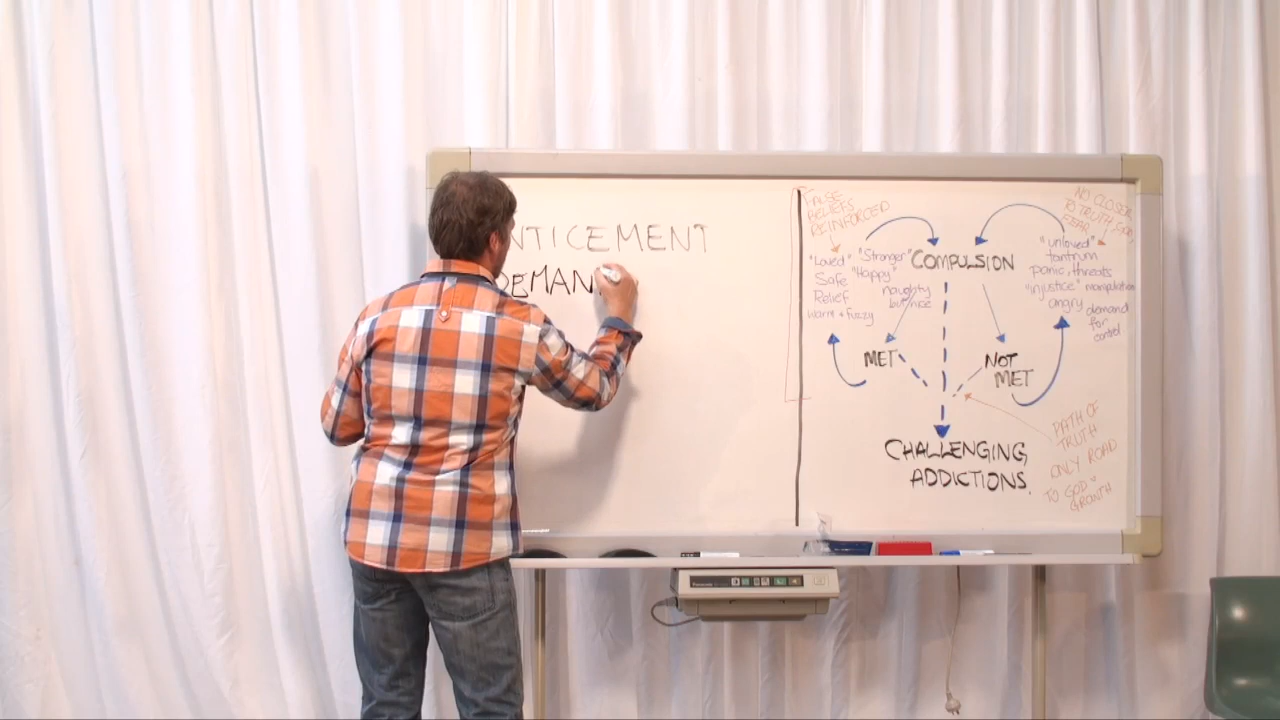 NTICEMENT
DEMAN
FALSE
BELIEFS
REINFORCED
"Loved"
Safe
Relief
warm + fuzzy
"Stronger"
"Happy"
naughty
but nice
COMPULSION
MET
NOT
MET
CHALLENGING
ADDICTIONS.
NO CLOSER
TO TRUTH, GOD,
FEAR
"unloved"
tantrum
panic, threats
"injustice" manipulation
angry
demand
for
control
PATH OF
TRUTH
ONLY ROAD
TO GOD +
GROWTH
Panasonic